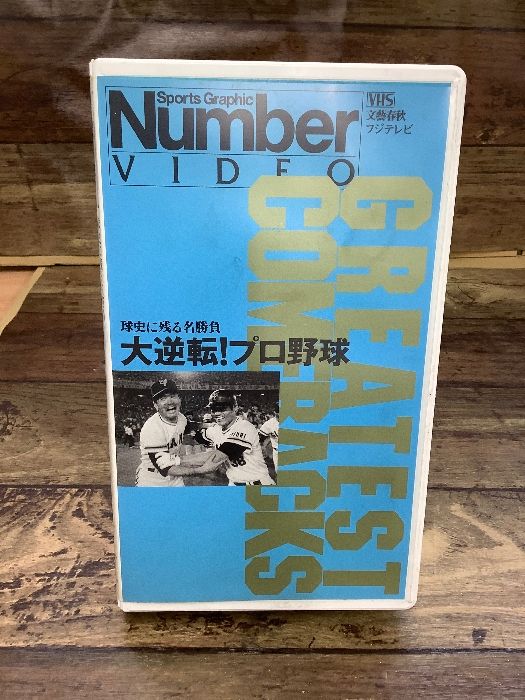 Sports Graphic
Number
VIDEO
VHS
文藝春秋
フジテレビ
GREATEST
COMEBACKS
球史に残る名勝負
大逆転!プロ野球